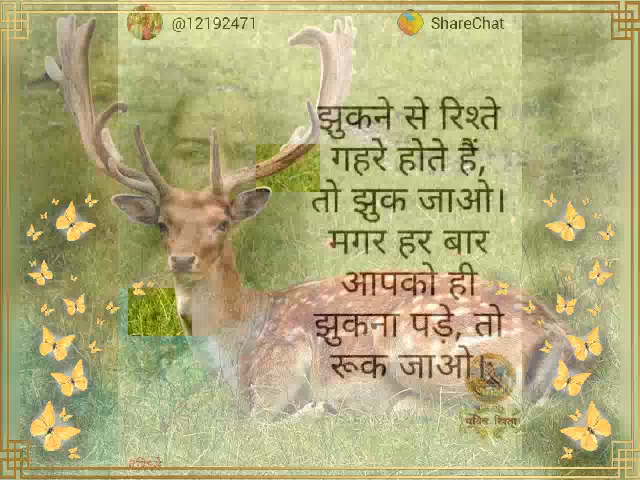 @12192471
ShareChat
झुकने से रिश्ते
गहरे होते हैं,
तो झुक जाओ।
मगर हर बार
आपको ही
झुकना पड़े, तो
रूक जाओ।